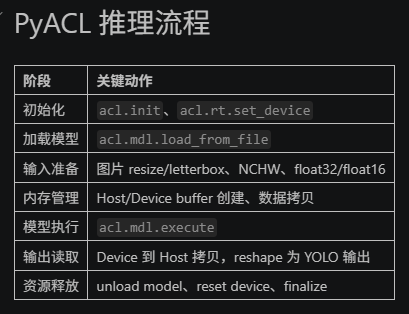 PyACL 推理流程
阶段 关键动作
初始化 acl.init、acl.rt.set_device
加载模型 acl.mdl.load_from_file
输入准备 图片 resize/letterbox、NCHW、float32/float16
内存管理 Host/Device buffer 创建、数据拷贝
模型执行 acl.mdl.execute
输出读取 Device 到 Host 拷贝，reshape 为 YOLO 输出
资源释放 unload model、reset device、finalize